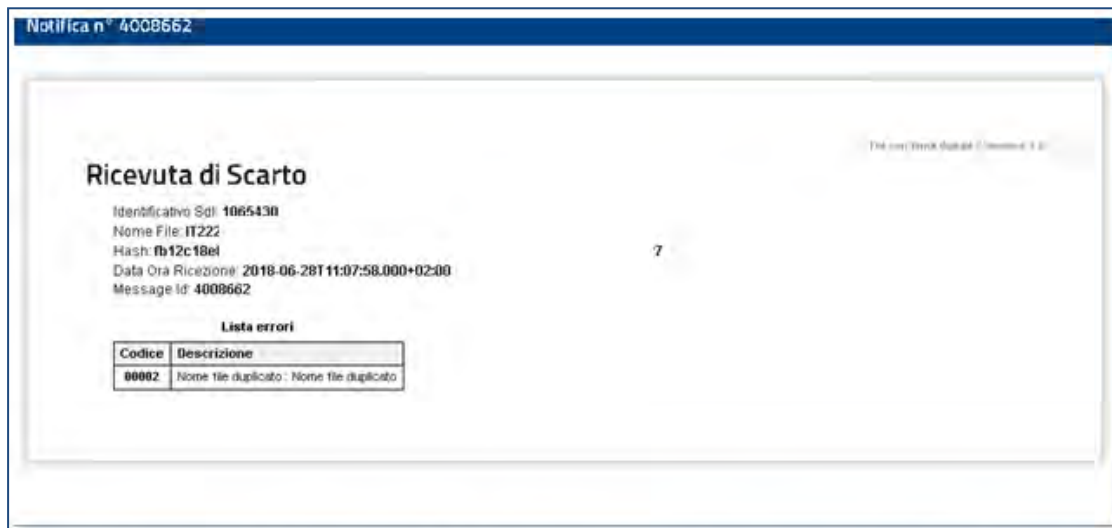 Notifica n° 4008662
Ricevuta di Scarto
Identificativo SdI: 1065430
Nome File: IT222
Hash: fb12c18el
7
Data Ora Ricezione: 2018-06-28T11:07:58.000+02:00
Message Id: 4008662
Lista errori
Codice Descrizione
00002 Nome file duplicato : Nome file duplicato